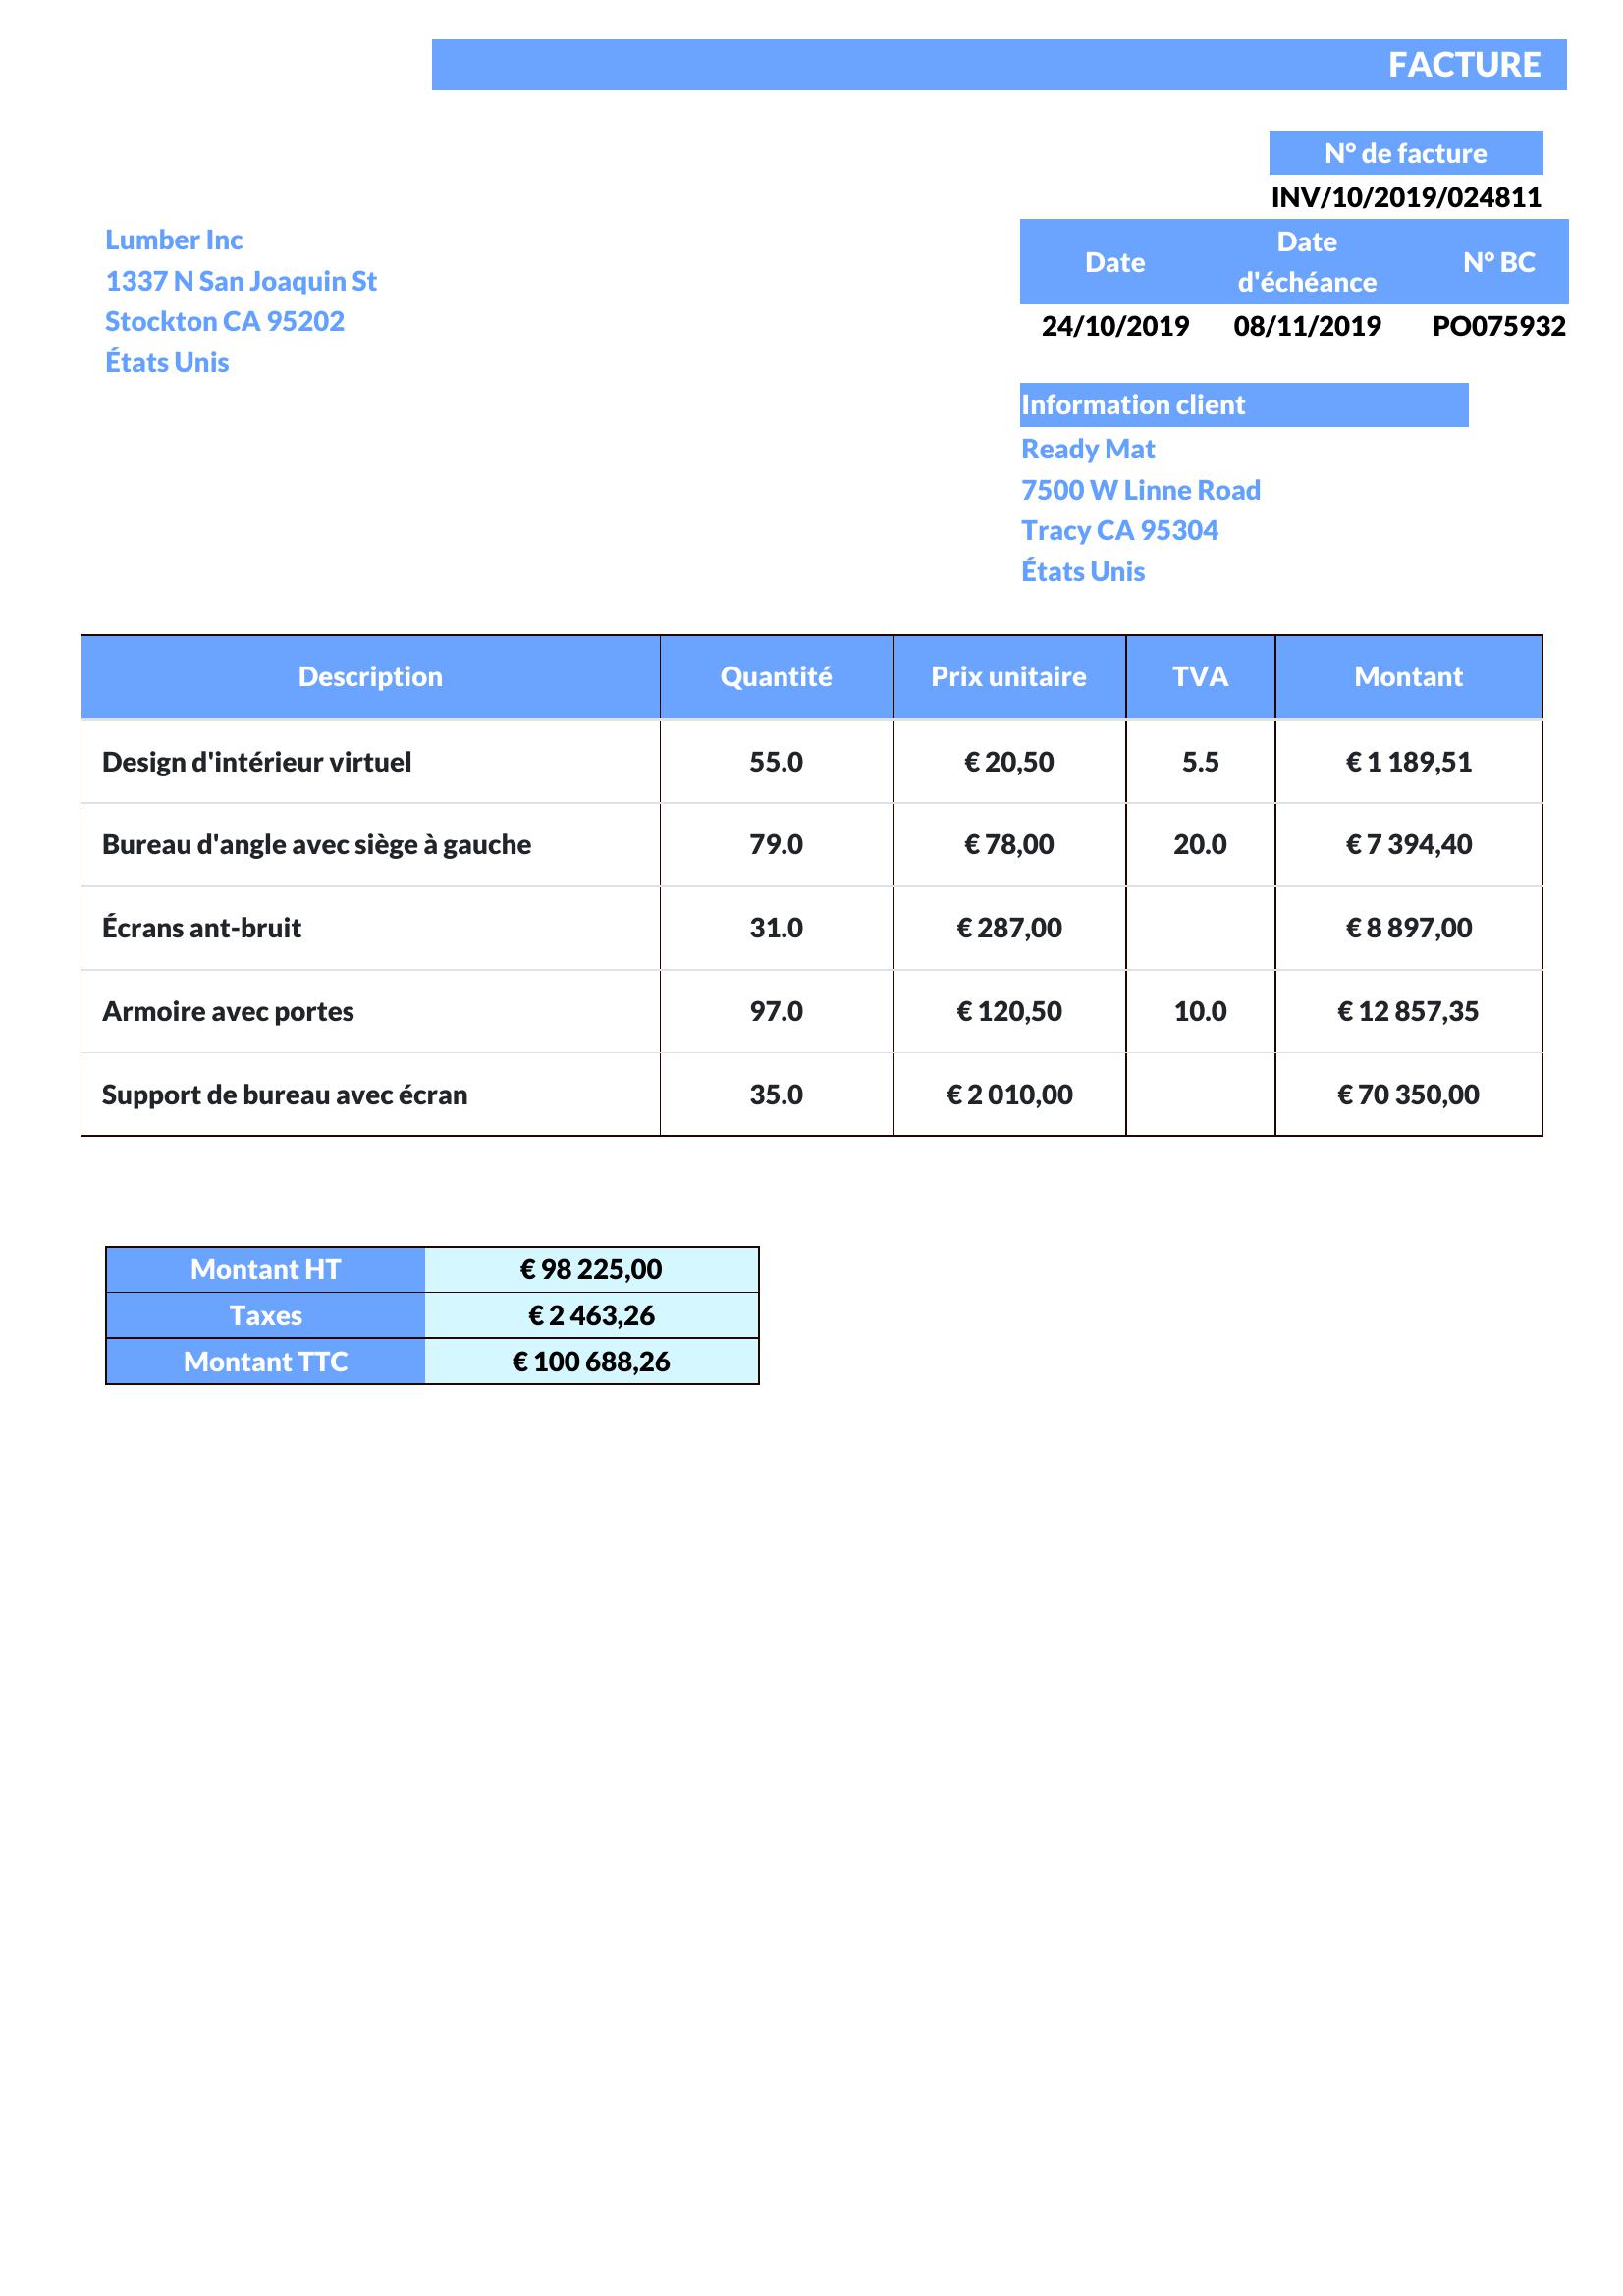 FACTURE
N° de facture
INV/10/2019/024811
Lumber Inc
1337 N San Joaquin St
Stockton CA 95202
États Unis
Date Date d'échéance N° BC
24/10/2019 08/11/2019 PO075932
Information client
Ready Mat
7500 W Linne Road
Tracy CA 95304
États Unis
Description Quantité Prix unitaire TVA Montant
Design d'intérieur virtuel 55.0 € 20,50 5.5 € 1 189,51
Bureau d'angle avec siège à gauche 79.0 € 78,00 20.0 € 7 394,40
Écrans ant-bruit 31.0 € 287,00 € 8 897,00
Armoire avec portes 97.0 € 120,50 10.0 € 12 857,35
Support de bureau avec écran 35.0 € 2 010,00 € 70 350,00
Montant HT € 98 225,00
Taxes € 2 463,26
Montant TTC € 100 688,26